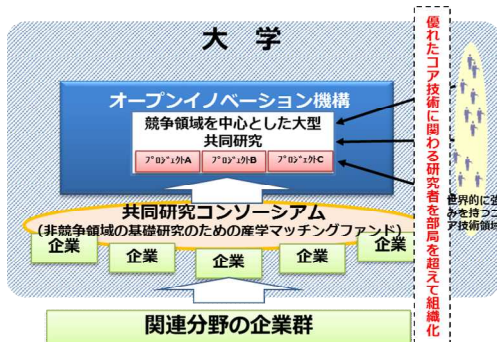 大学
オープンイノベーション機構
競争領域を中心とした大型
共同研究
ﾌﾟﾛｼﾞｪｸﾄA
ﾌﾟﾛｼﾞｪｸﾄB
ﾌﾟﾛｼﾞｪｸﾄC
共同研究コンソーシアム
(非競争領域の基礎研究のための産学マッチングファンド)
企業
企業
企業
企業
企業
関連分野の企業群
優れたコア技術に関わる研究者を部局を超えて組織化
世界的に強
みを持つコ
ア技術領域